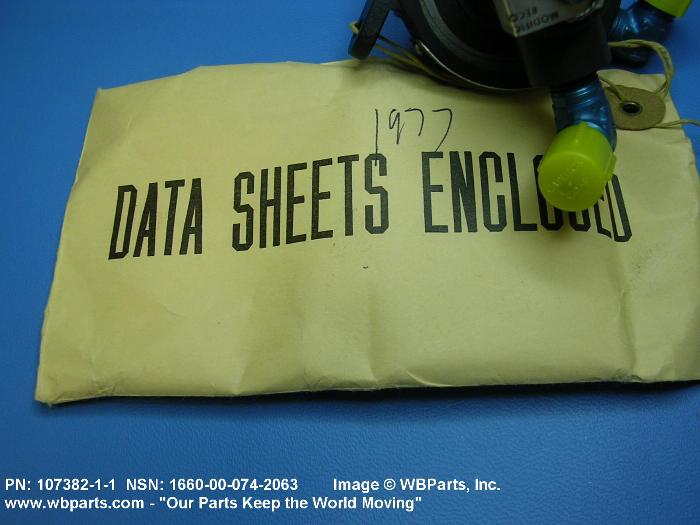 MODIFIC
1977
DATA SHEETS ENCLOSED
PN: 107382-1-1 NSN: 1660-00-074-2063 Image © WBParts, Inc.
www.wbparts.com - "Our Parts Keep the World Moving"